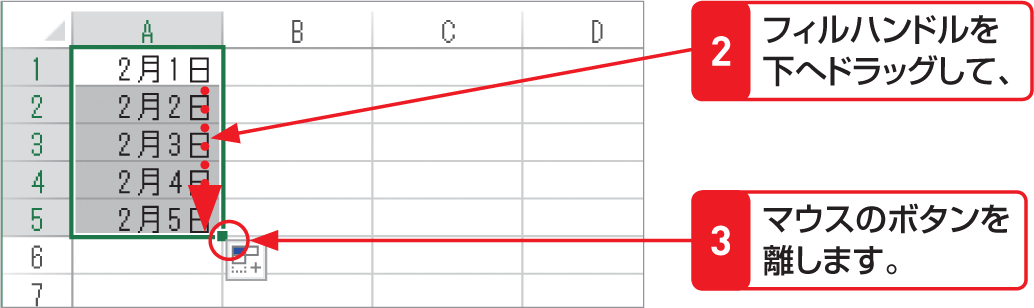 A B C D
1 2月1日
2 2月2日
3 2月3日
4 2月4日
5 2月5日
6
7
2 フィルハンドルを
下へドラッグして、
3 マウスのボタンを
離します。